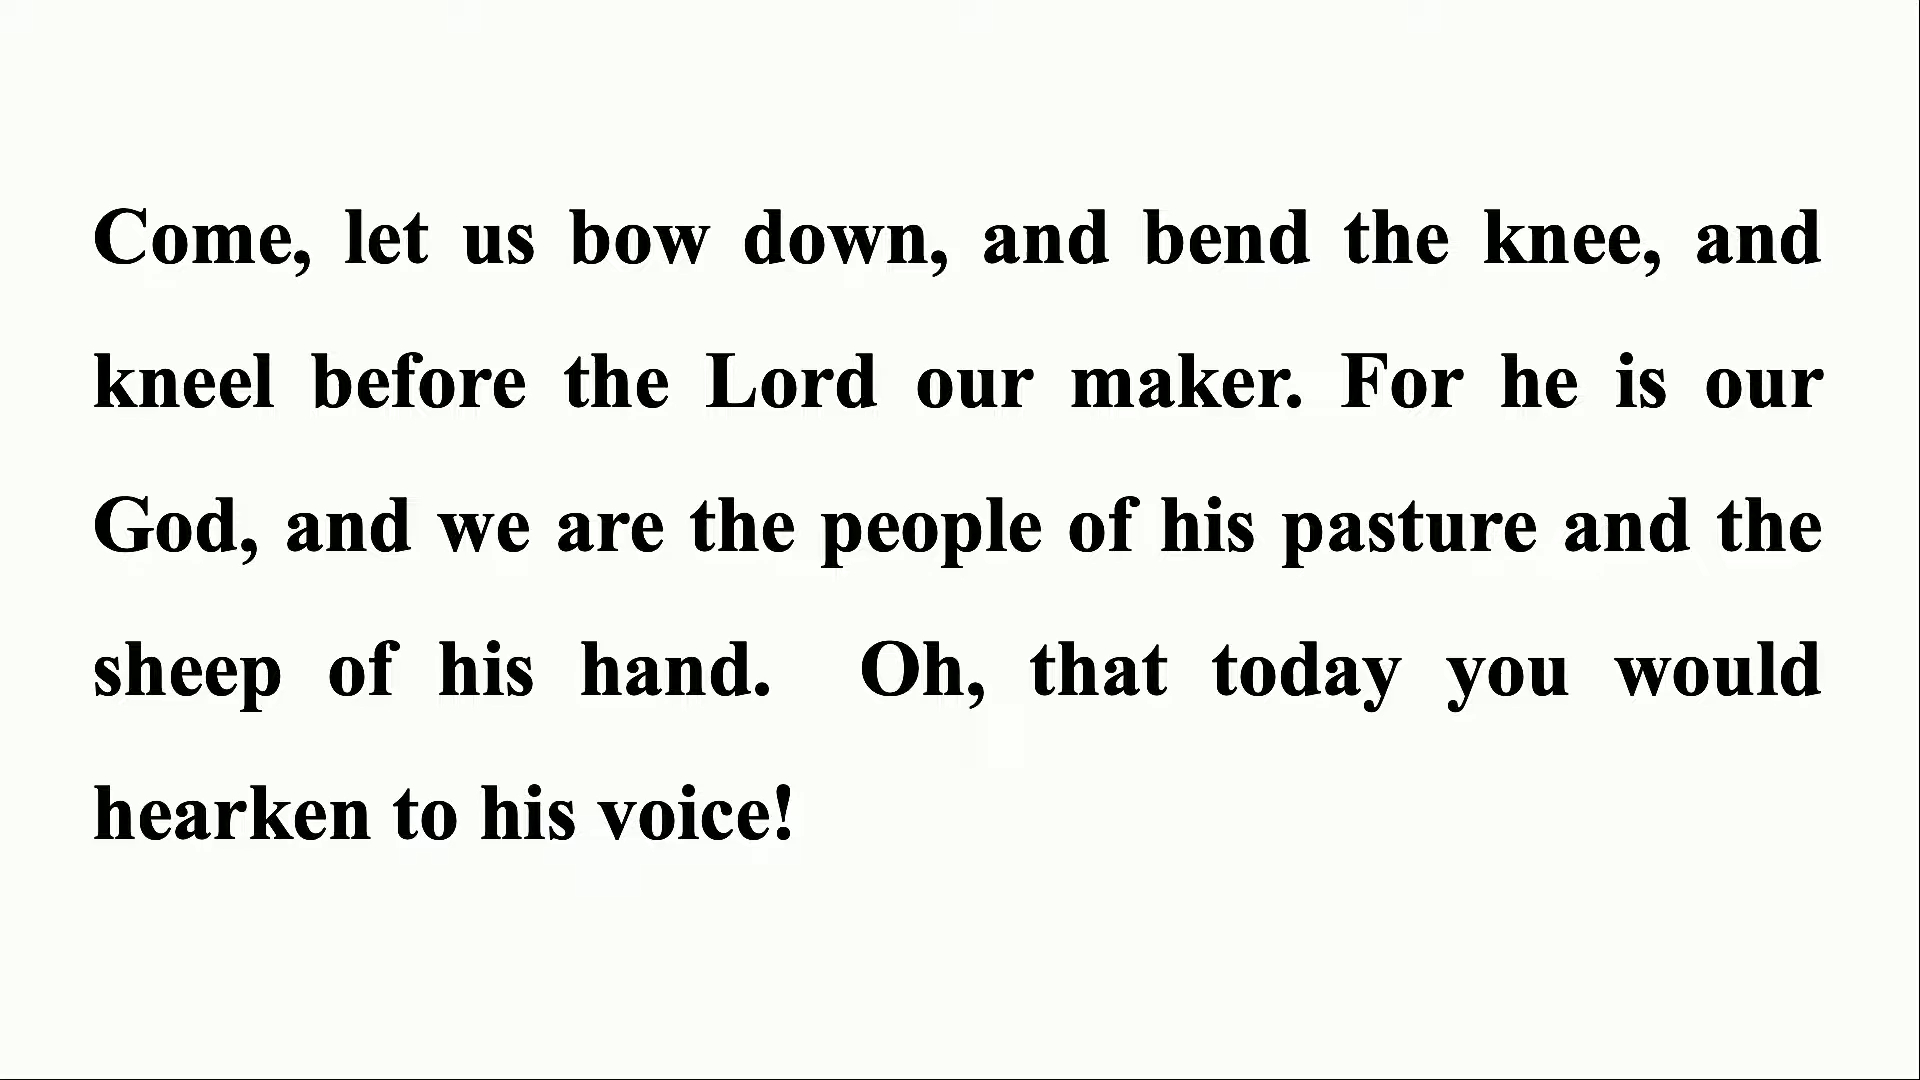 Come, let us bow down, and bend the knee, and
kneel before the Lord our maker. For he is our
God, and we are the people of his pasture and the
sheep of his hand.  Oh, that today you would
hearken to his voice!